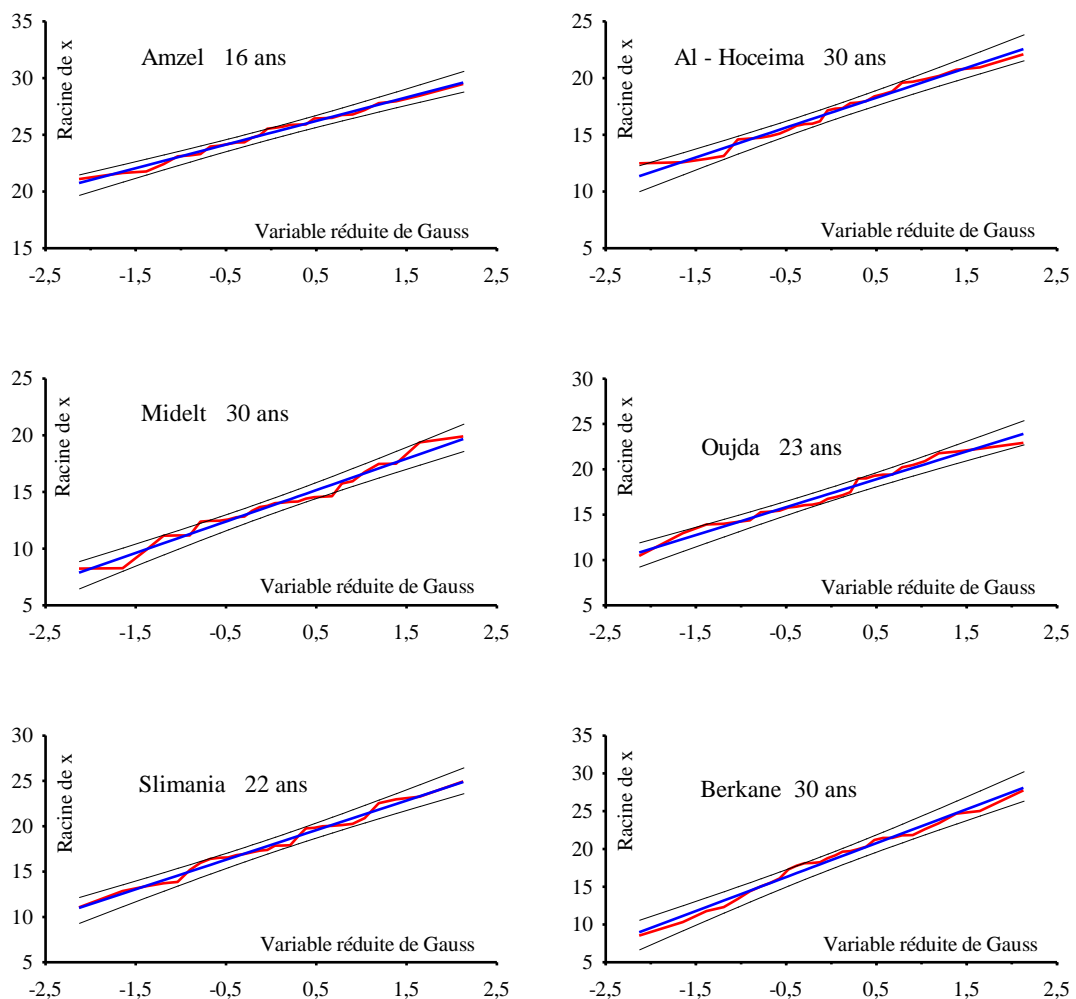 35
30
25
20
15
Racine de x
Amzel 16 ans
Variable réduite de Gauss
-2,5 -1,5 -0,5 0,5 1,5 2,5
25
20
15
10
5
Racine de x
Al - Hoceima 30 ans
Variable réduite de Gauss
-2,5 -1,5 -0,5 0,5 1,5 2,5
25
20
15
10
5
Racine de x
Midelt 30 ans
Variable réduite de Gauss
-2,5 -1,5 -0,5 0,5 1,5 2,5
30
25
20
15
10
5
Racine de x
Oujda 23 ans
Variable réduite de Gauss
-2,5 -1,5 -0,5 0,5 1,5 2,5
30
25
20
15
10
5
Racine de x
Slimania 22 ans
Variable réduite de Gauss
-2,5 -1,5 -0,5 0,5 1,5 2,5
35
30
25
20
15
10
5
Racine de x
Berkane 30 ans
Variable réduite de Gauss
-2,5 -1,5 -0,5 0,5 1,5 2,5